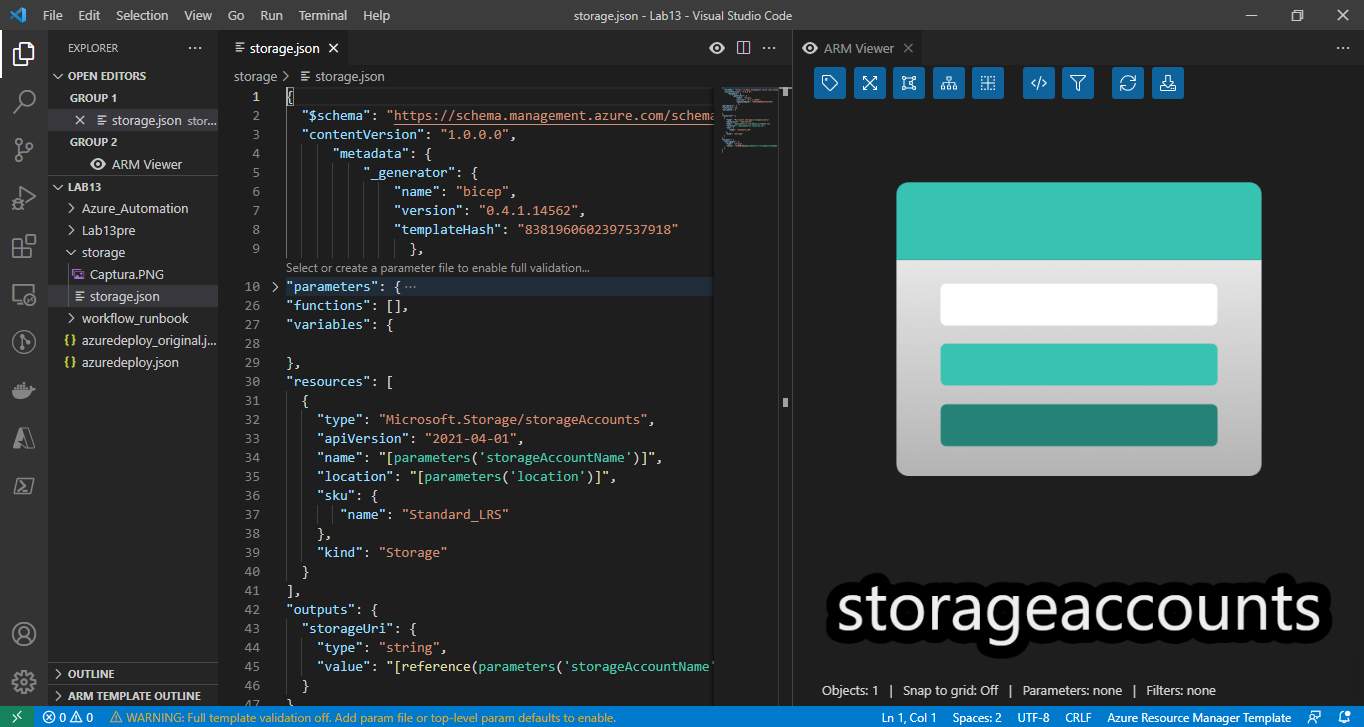 File Edit Selection View Go Run Terminal Help
storage.json - Lab13 - Visual Studio Code
EXPLORER
OPEN EDITORS
GROUP 1
storage.json stor...
GROUP 2
ARM Viewer
LAB13
Azure_Automation
Lab13pre
storage
Captura.PNG
storage.json
workflow_runbook
azuredeploy_original.j...
azuredeploy.json
OUTLINE
ARM TEMPLATE OUTLINE
storage.json
storage > storage.json
1 {
2 "$schema": "https://schema.management.azure.com/schema
3 "contentVersion": "1.0.0.0",
4 "metadata": {
5 "_generator": {
6 "name": "bicep",
7 "version": "0.4.1.14562",
8 "templateHash": "8381960602397537918"
9 },
Select or create a parameter file to enable full validation...
10 "parameters": {···
26 "functions": [],
27 "variables": {
28
29 },
30 "resources": [
31 {
32 "type": "Microsoft.Storage/storageAccounts",
33 "apiVersion": "2021-04-01",
34 "name": "[parameters('storageAccountName')]",
35 "location": "[parameters('location')]",
36 "sku": {
37 "name": "Standard_LRS"
38 },
39 "kind": "Storage"
40 }
41 ],
42 "outputs": {
43 "storageUri": {
44 "type": "string",
45 "value": "[reference(parameters('storageAccountName'
46 }
47 }
ARM Viewer
storageaccounts
Objects: 1 | Snap to grid: Off | Parameters: none | Filters: none
0 0 WARNING: Full template validation off. Add param file or top-level param defaults to enable.
Ln 1, Col 1 Spaces: 2 UTF-8 CRLF Azure Resource Manager Template